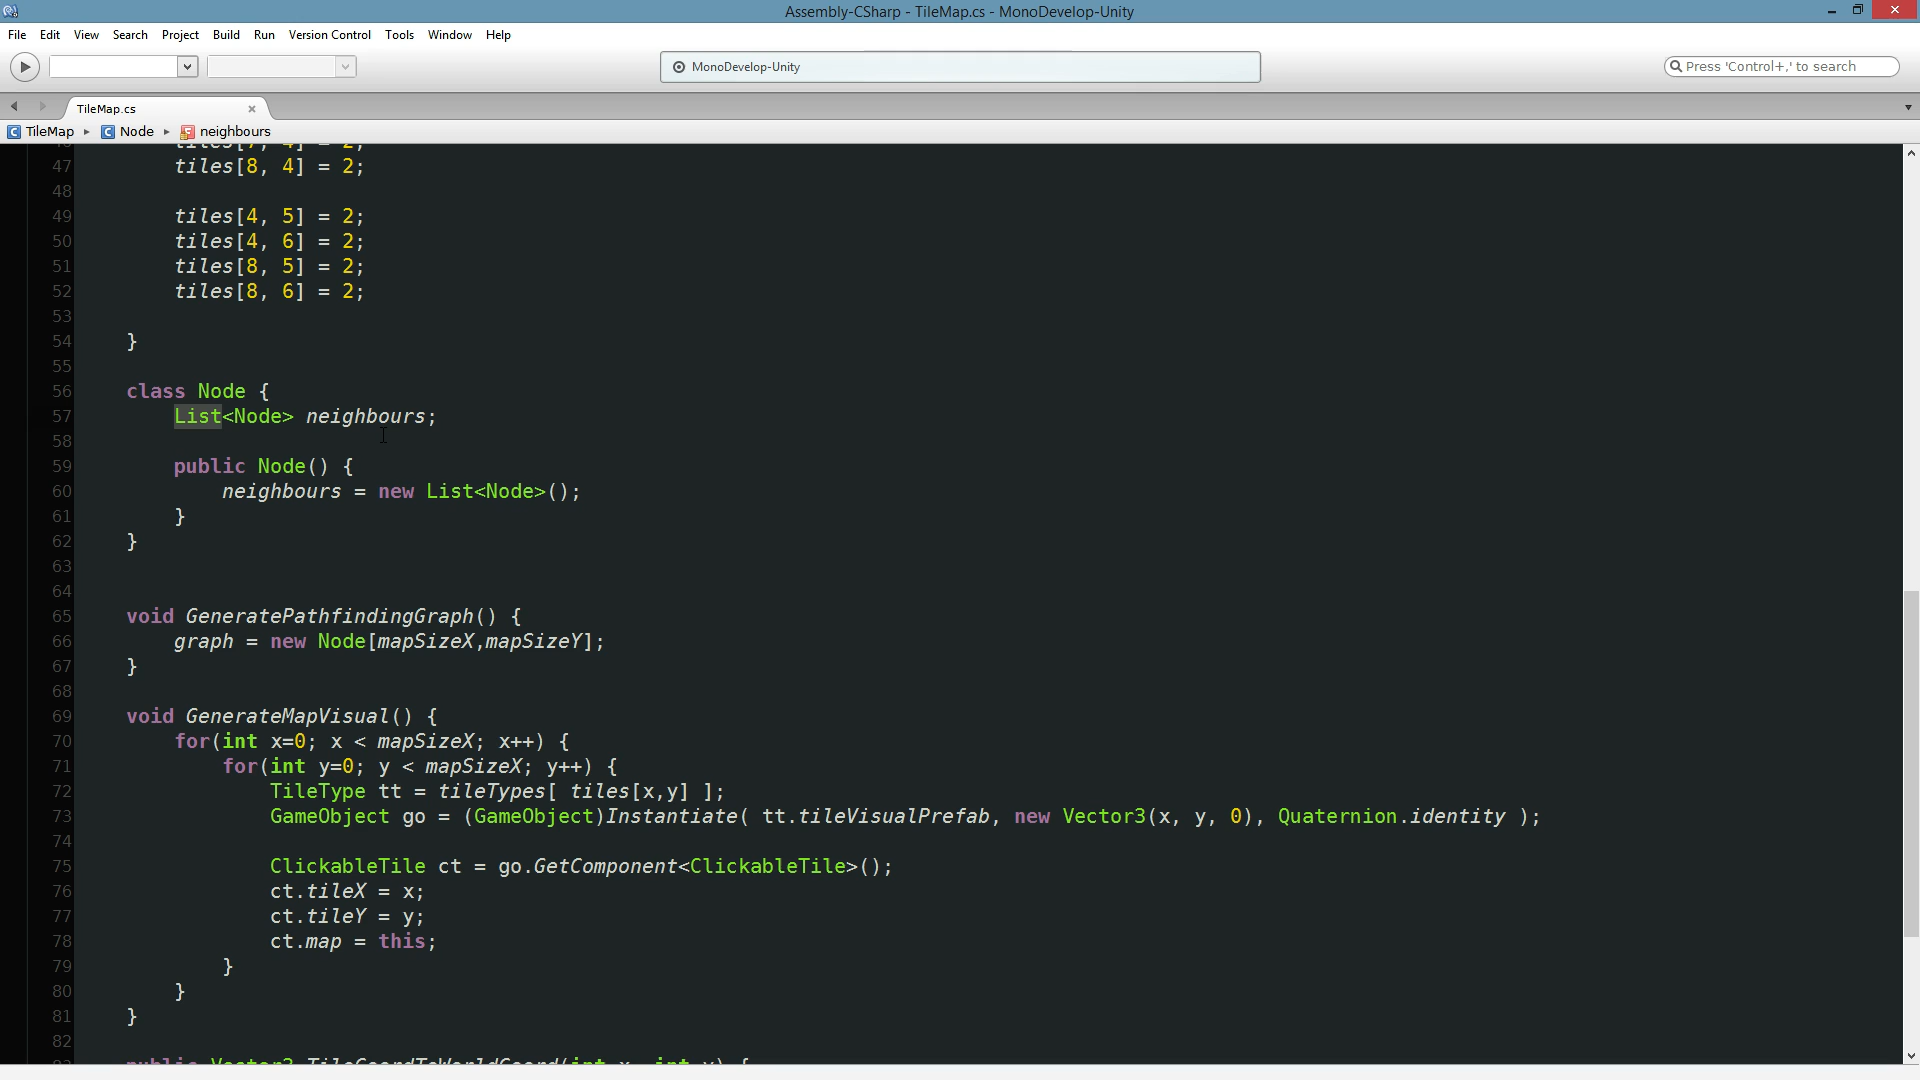 Assembly-CSharp - TileMap.cs - MonoDevelop-Unity
File Edit View Search Project Build Run Version Control Tools Window Help
MonoDevelop-Unity
Press 'Control+,' to search
TileMap.cs
TileMap Node neighbours
47 tiles[8, 4] = 2;
48
49 tiles[4, 5] = 2;
50 tiles[4, 6] = 2;
51 tiles[8, 5] = 2;
52 tiles[8, 6] = 2;
53
54 }
55
56 class Node {
57 List<Node> neighbours;
58
59 public Node() {
60 neighbours = new List<Node>();
61 }
62 }
63
64
65 void GeneratePathfindingGraph() {
66 graph = new Node[mapSizeX,mapSizeY];
67 }
68
69 void GenerateMapVisual() {
70 for(int x=0; x < mapSizeX; x++) {
71 for(int y=0; y < mapSizeX; y++) {
72 TileType tt = tileTypes[ tiles[x,y] ];
73 GameObject go = (GameObject)Instantiate( tt.tileVisualPrefab, new Vector3(x, y, 0), Quaternion.identity );
74
75 ClickableTile ct = go.GetComponent<ClickableTile>();
76 ct.tileX = x;
77 ct.tileY = y;
78 ct.map = this;
79 }
80 }
81 }
82